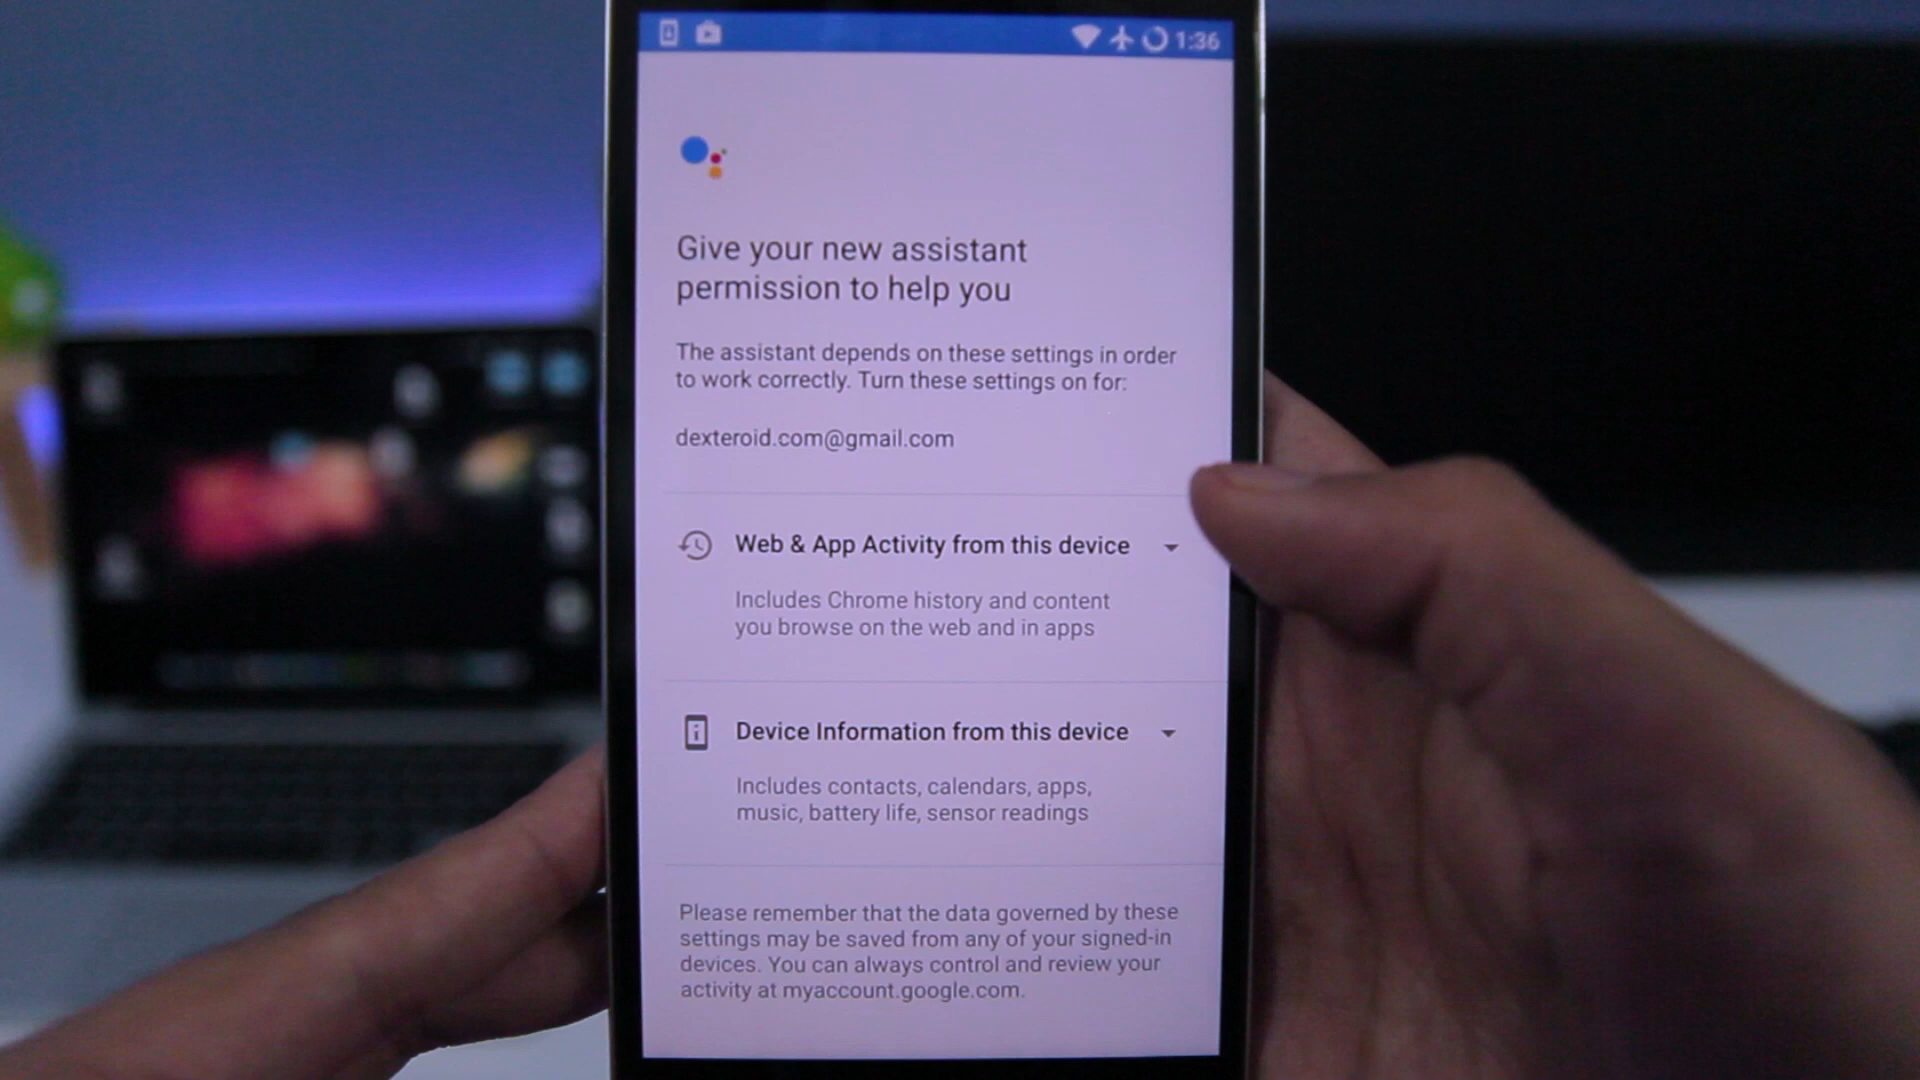 1:36
Give your new assistant
permission to help you
The assistant depends on these settings in order
to work correctly. Turn these settings on for:
dexteroid.com@gmail.com
Web & App Activity from this device
Includes Chrome history and content
you browse on the web and in apps
Device Information from this device
Includes contacts, calendars, apps,
music, battery life, sensor readings
Please remember that the data governed by these
settings may be saved from any of your signed-in
devices. You can always control and review your
activity at myaccount.google.com.